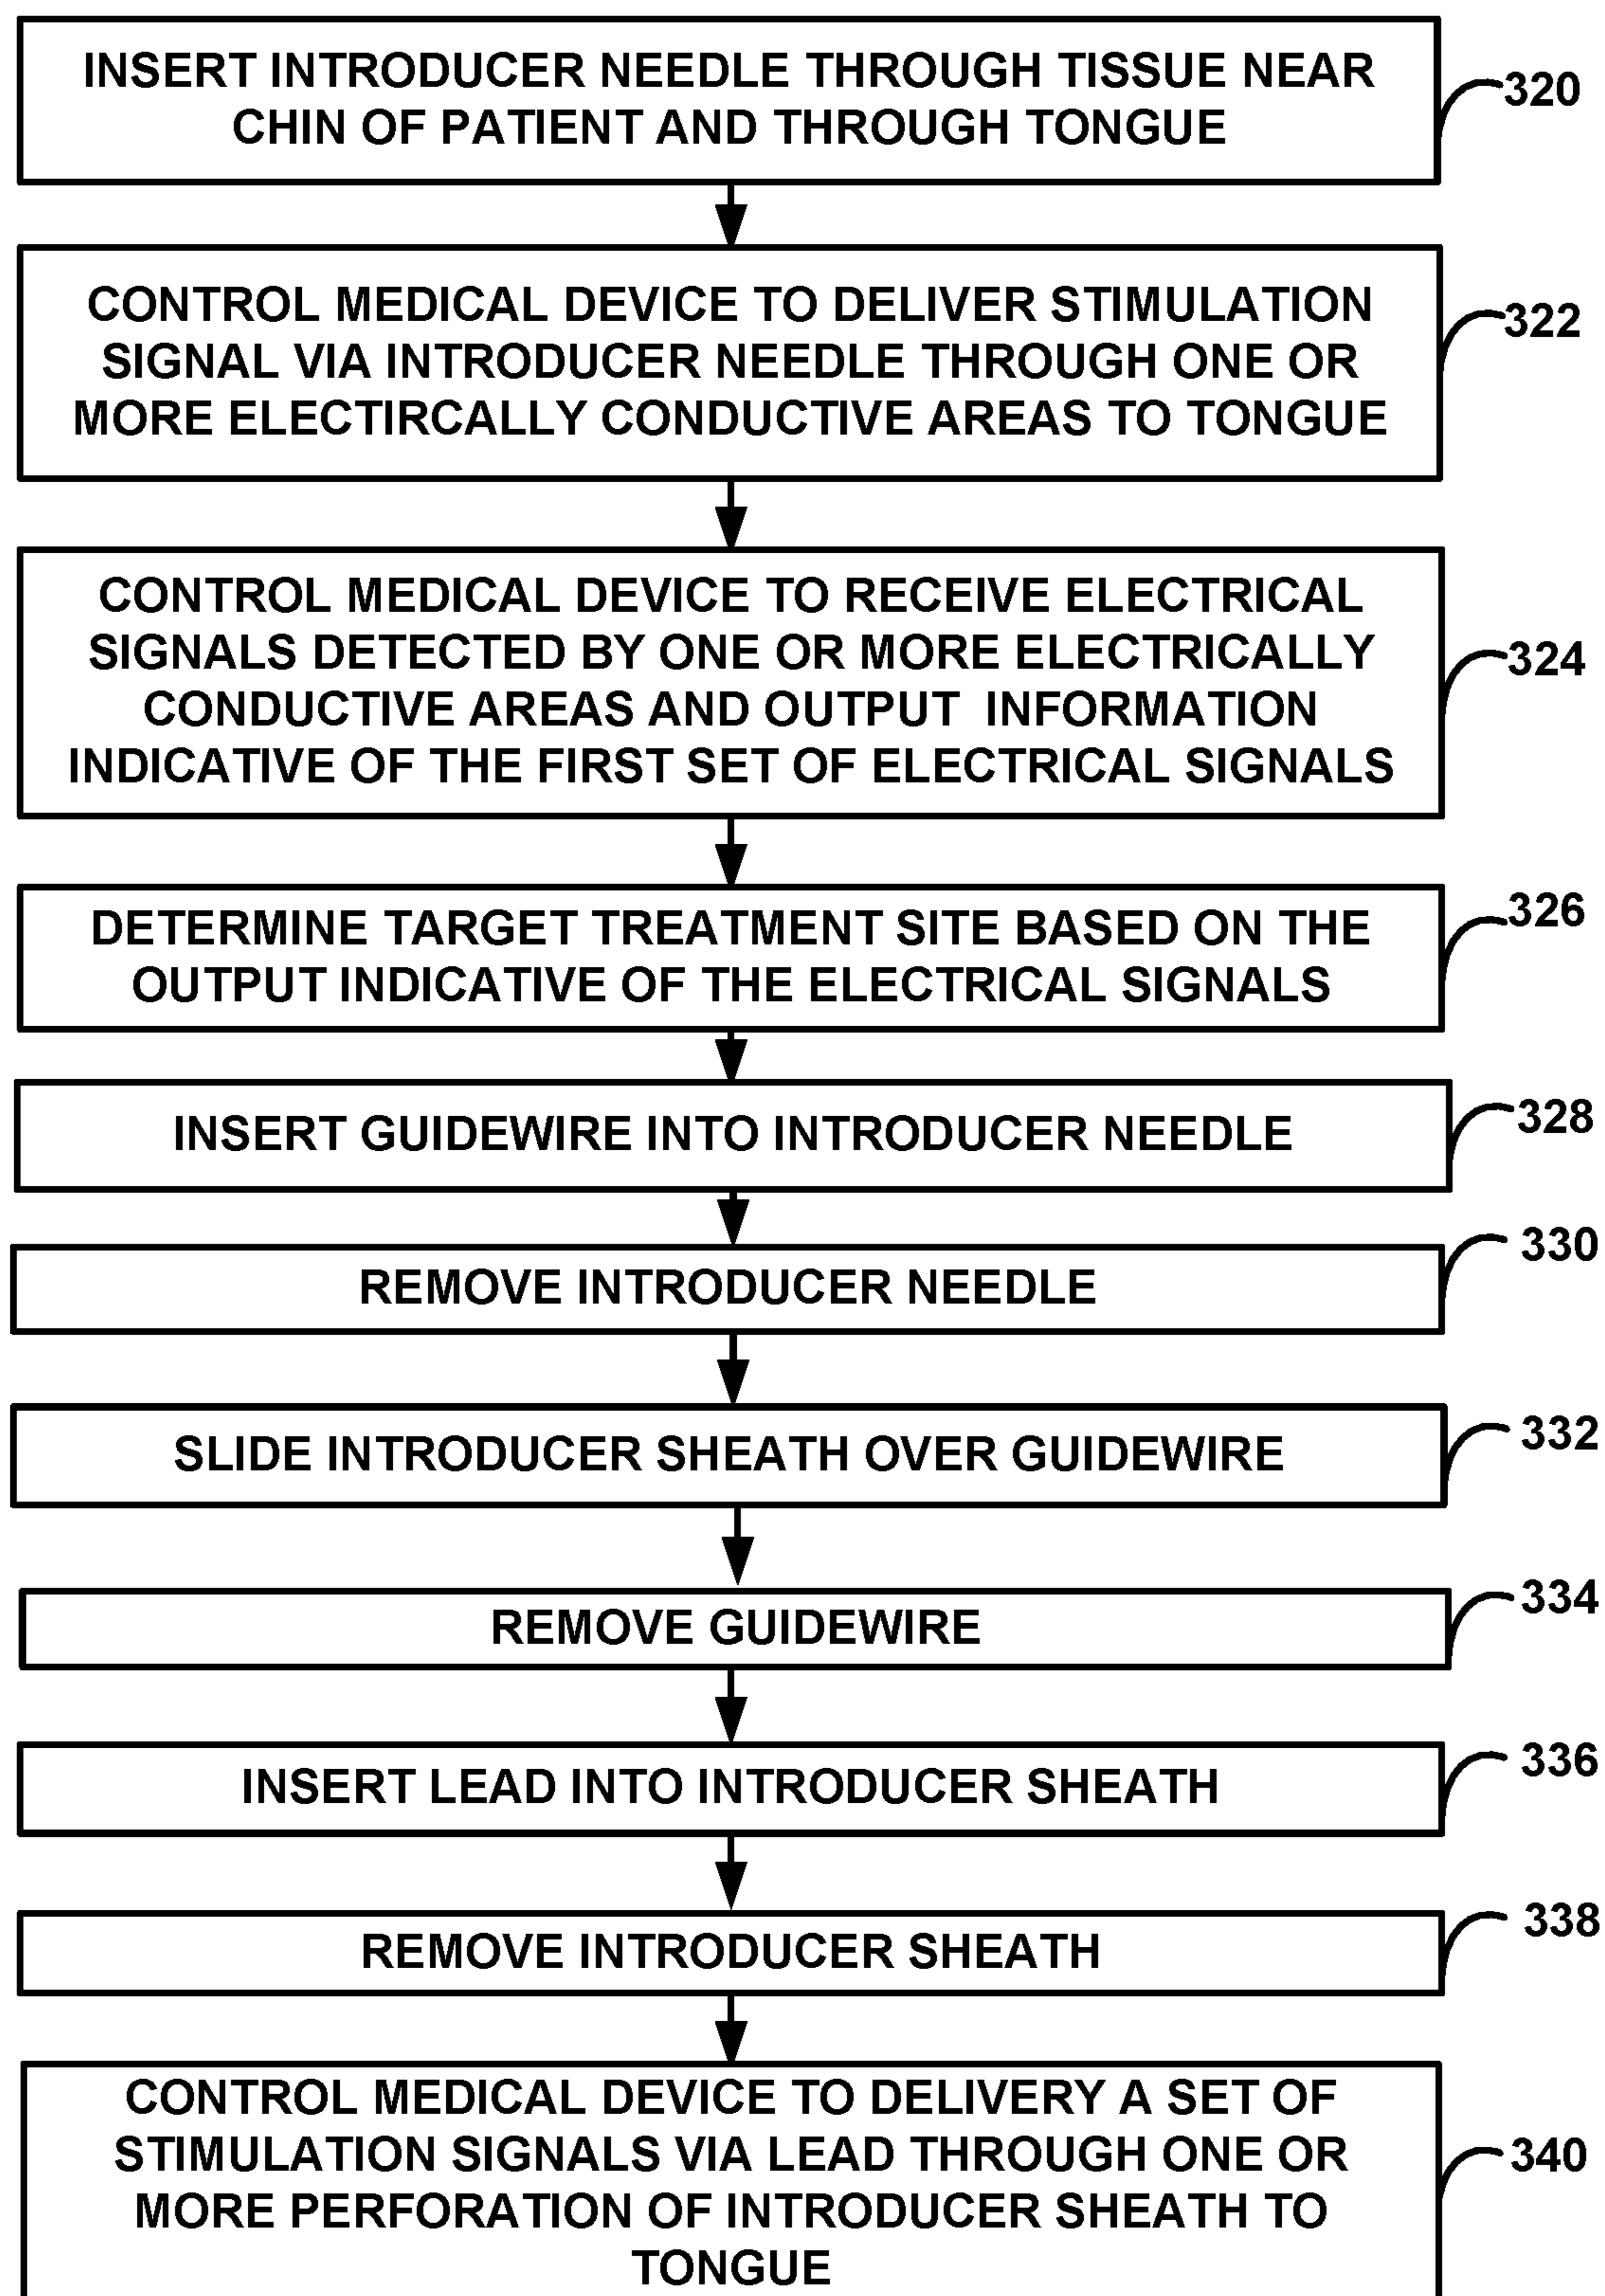 INSERT INTRODUCER NEEDLE THROUGH TISSUE NEAR
CHIN OF PATIENT AND THROUGH TONGUE
320
CONTROL MEDICAL DEVICE TO DELIVER STIMULATION
SIGNAL VIA INTRODUCER NEEDLE THROUGH ONE OR
MORE ELECTIRCALLY CONDUCTIVE AREAS TO TONGUE
322
CONTROL MEDICAL DEVICE TO RECEIVE ELECTRICAL
SIGNALS DETECTED BY ONE OR MORE ELECTRICALLY
CONDUCTIVE AREAS AND OUTPUT INFORMATION
INDICATIVE OF THE FIRST SET OF ELECTRICAL SIGNALS
324
DETERMINE TARGET TREATMENT SITE BASED ON THE
OUTPUT INDICATIVE OF THE ELECTRICAL SIGNALS
326
INSERT GUIDEWIRE INTO INTRODUCER NEEDLE
328
REMOVE INTRODUCER NEEDLE
330
SLIDE INTRODUCER SHEATH OVER GUIDEWIRE
332
REMOVE GUIDEWIRE
334
INSERT LEAD INTO INTRODUCER SHEATH
336
REMOVE INTRODUCER SHEATH
338
CONTROL MEDICAL DEVICE TO DELIVERY A SET OF
STIMULATION SIGNALS VIA LEAD THROUGH ONE OR
MORE PERFORATION OF INTRODUCER SHEATH TO
TONGUE
340